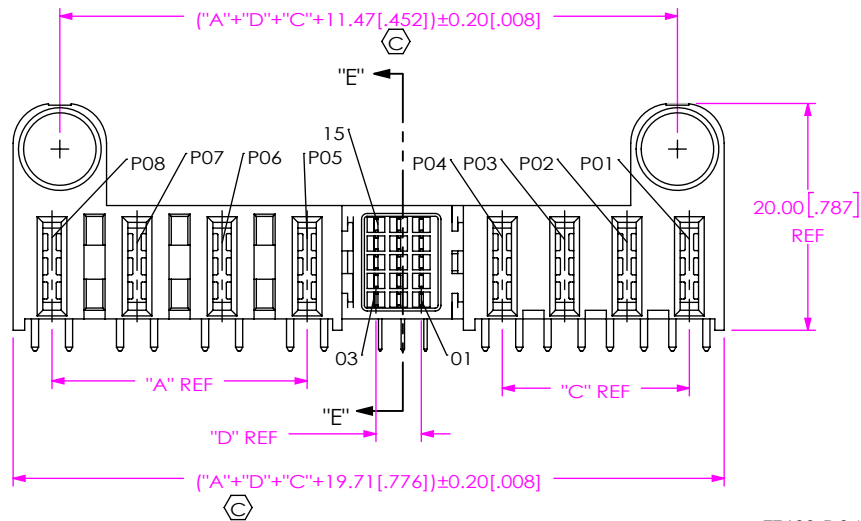 ("A"+"D"+"C"+11.47[.452])±0.20[.008]
C
"E"
15
P08
P07
P06
P05
P04
P03
P02
P01
20.00[.787]
REF
03
01
"A" REF
"C" REF
"E"
"D" REF
("A"+"D"+"C"+19.71[.776])±0.20[.008]
C